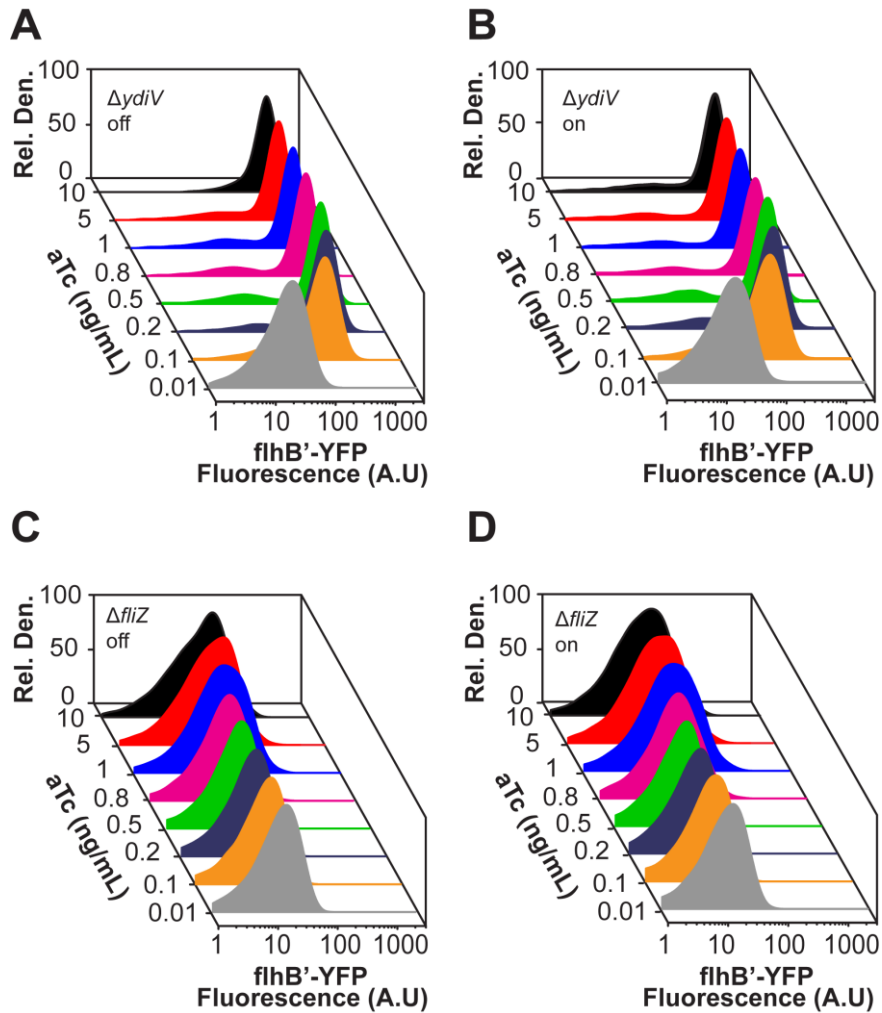 A
Rel. Den.
100
50
0
ΔydiV
off
10
5
1
0.8
0.5
0.2
0.1
0.01
aTc (ng/mL)
1 10 100 1000
flhB’-YFP
Fluorescence (A.U)
B
Rel. Den.
100
50
0
ΔydiV
on
10
5
1
0.8
0.5
0.2
0.1
0.01
aTc (ng/mL)
1 10 100 1000
flhB’-YFP
Fluorescence (A.U)
C
Rel. Den.
100
50
0
ΔfliZ
off
10
5
1
0.8
0.5
0.2
0.1
0.01
aTc (ng/mL)
1 10 100 1000
flhB’-YFP
Fluorescence (A.U)
D
Rel. Den.
100
50
0
ΔfliZ
on
10
5
1
0.8
0.5
0.2
0.1
0.01
aTc (ng/mL)
1 10 100 1000
flhB’-YFP
Fluorescence (A.U)